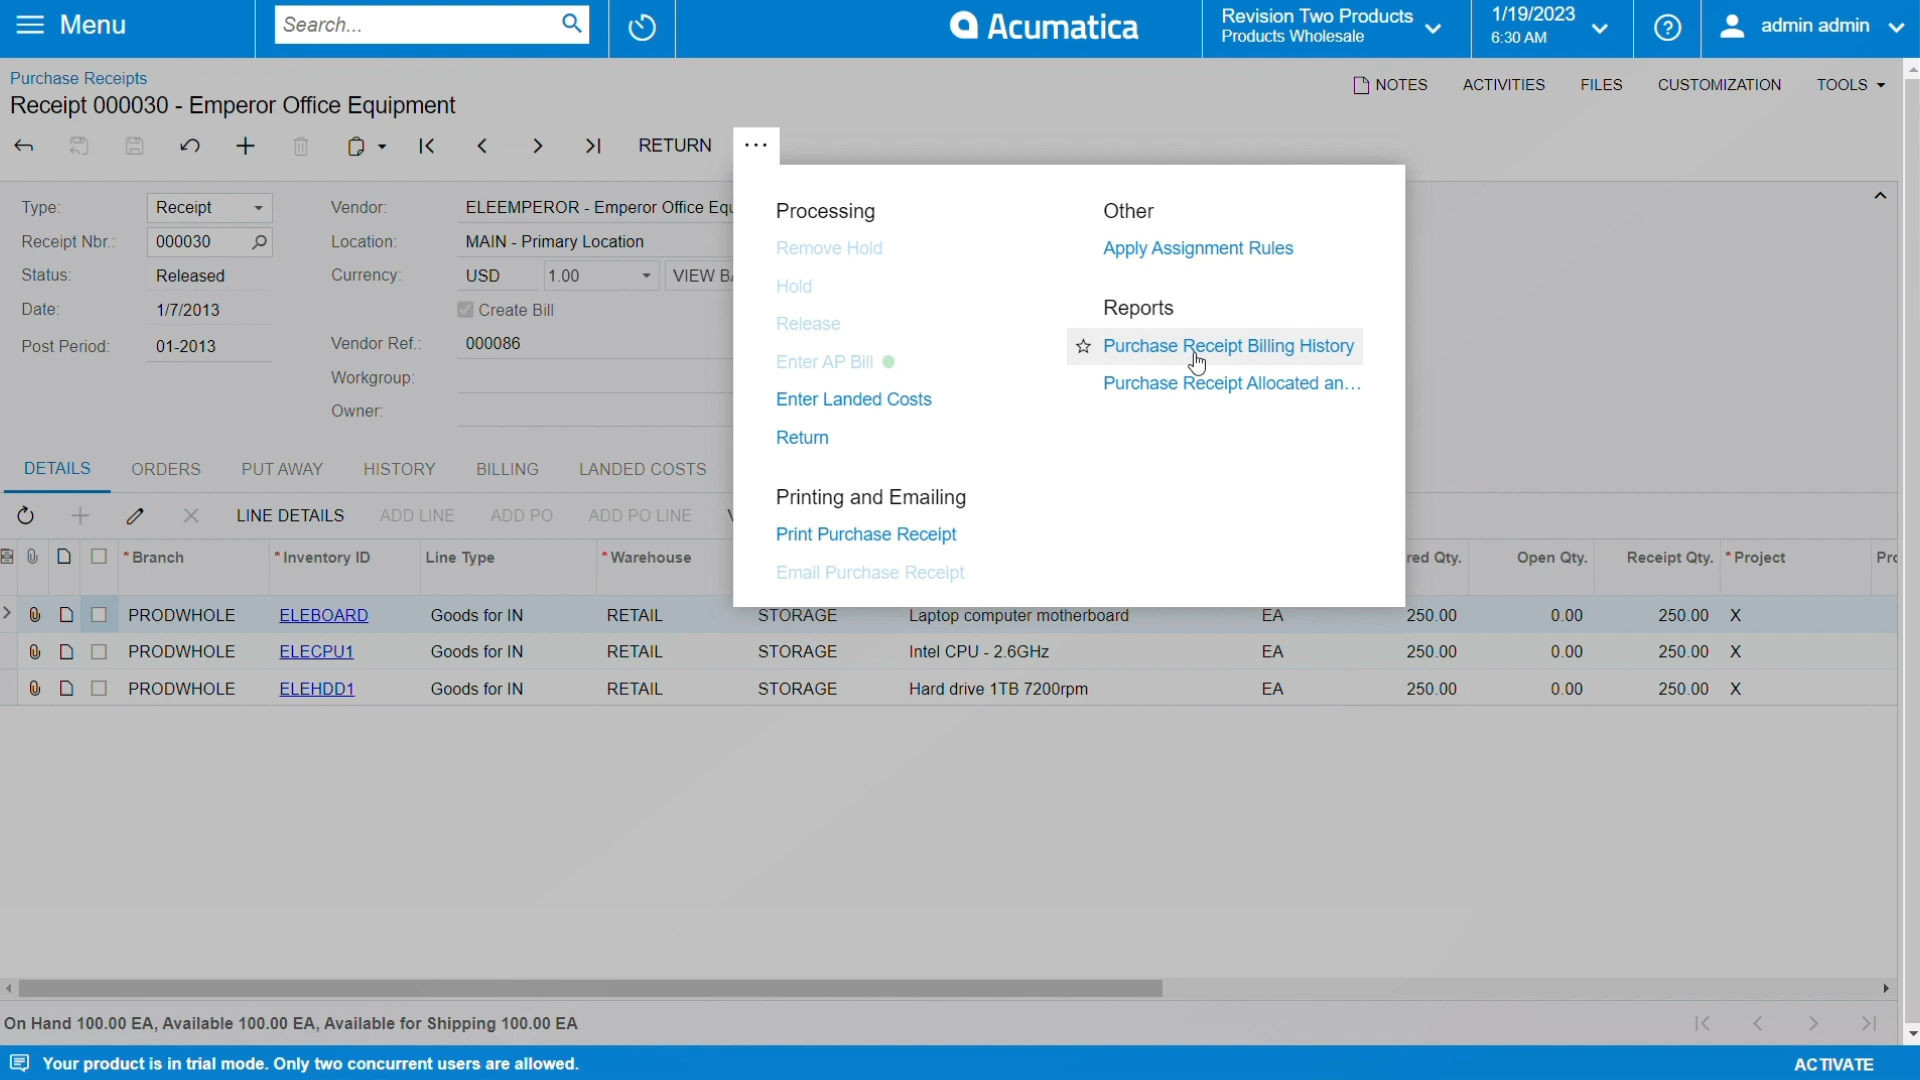 Menu
Search...
Acumatica
Revision Two Products
Products Wholesale
1/19/2023
6:30 AM
admin admin
Purchase Receipts
Receipt 000030 - Emperor Office Equipment
NOTES ACTIVITIES FILES CUSTOMIZATION TOOLS
RETURN ...
Type: Receipt
Receipt Nbr.: 000030
Status: Released
Date: 1/7/2013
Post Period: 01-2013
Vendor: ELEEMPEROR - Emperor Office Equ
Location: MAIN - Primary Location
Currency: USD 1.00 VIEW BA
Create Bill
Vendor Ref.: 000086
Workgroup:
Owner:
Processing
Remove Hold
Hold
Release
Enter AP Bill
Enter Landed Costs
Return
Printing and Emailing
Print Purchase Receipt
Email Purchase Receipt
Other
Apply Assignment Rules
Reports
Purchase Receipt Billing History
Purchase Receipt Allocated an...
DETAILS ORDERS PUT AWAY HISTORY BILLING LANDED COSTS
LINE DETAILS ADD LINE ADD PO ADD PO LINE
* Branch * Inventory ID Line Type * Warehouse red Qty. Open Qty. Receipt Qty. * Project Prc
PRODWHOLE ELEBOARD Goods for IN RETAIL STORAGE Laptop computer motherboard EA 250.00 0.00 250.00 X
PRODWHOLE ELECPU1 Goods for IN RETAIL STORAGE Intel CPU - 2.6GHz EA 250.00 0.00 250.00 X
PRODWHOLE ELEHDD1 Goods for IN RETAIL STORAGE Hard drive 1TB 7200rpm EA 250.00 0.00 250.00 X
On Hand 100.00 EA, Available 100.00 EA, Available for Shipping 100.00 EA
Your product is in trial mode. Only two concurrent users are allowed.
ACTIVATE